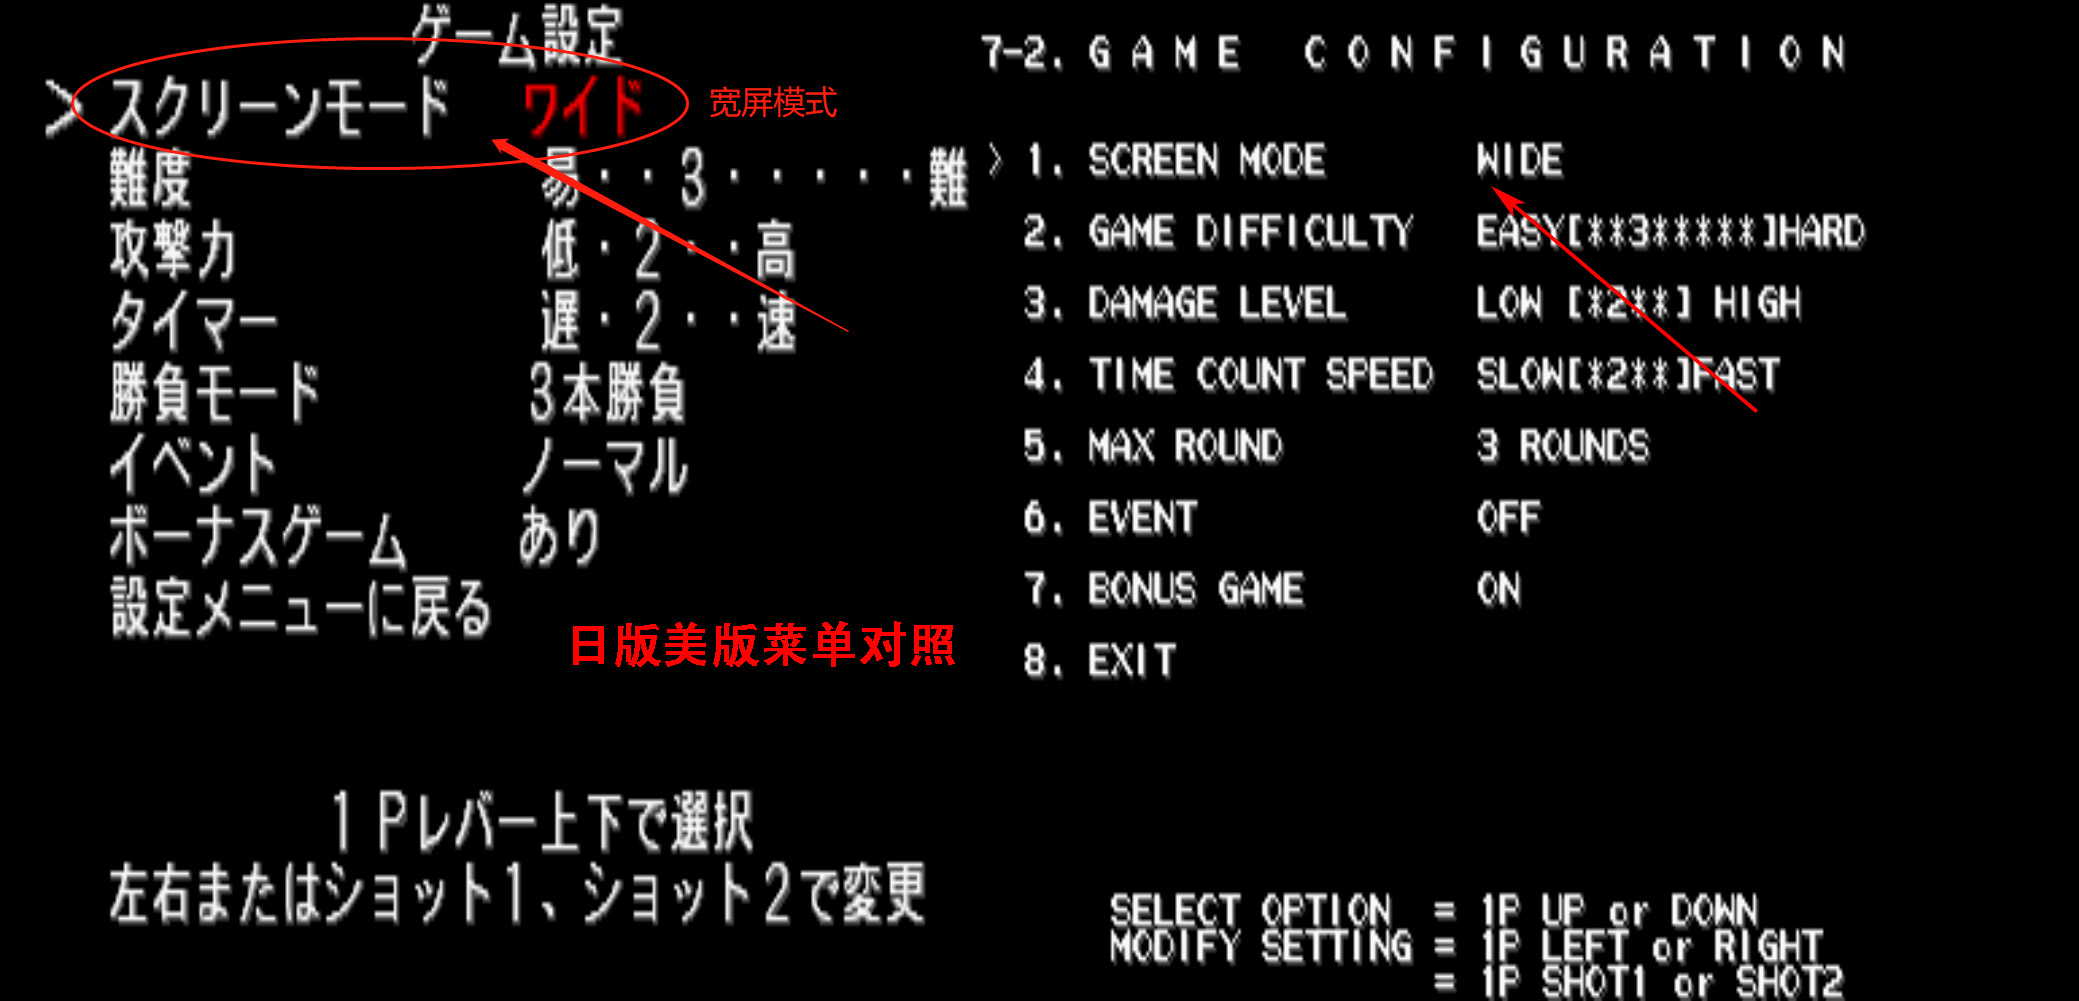 ゲーム設定
>スクリーンモード ワイド
宽屏模式
難度 易・・3・・・・・難
攻撃力 低・2・・高
タイマー 遅・2・・速
勝負モード 3本勝負
イベント ノーマル
ボーナスゲーム あり
設定メニューに戻る
日版美版菜单对照
1Pレバー上下で選択
左右またはショット1、ショット2で変更
7-2. GAME CONFIGURATION
> 1. SCREEN MODE WIDE
2. GAME DIFFICULTY EASY[**3*****]HARD
3. DAMAGE LEVEL LOW [*2**] HIGH
4. TIME COUNT SPEED SLOW[*2**]FAST
5. MAX ROUND 3 ROUNDS
6. EVENT OFF
7. BONUS GAME ON
8. EXIT
SELECT OPTION = 1P UP or DOWN
MODIFY SETTING = 1P LEFT or RIGHT
= 1P SHOT1 or SHOT2